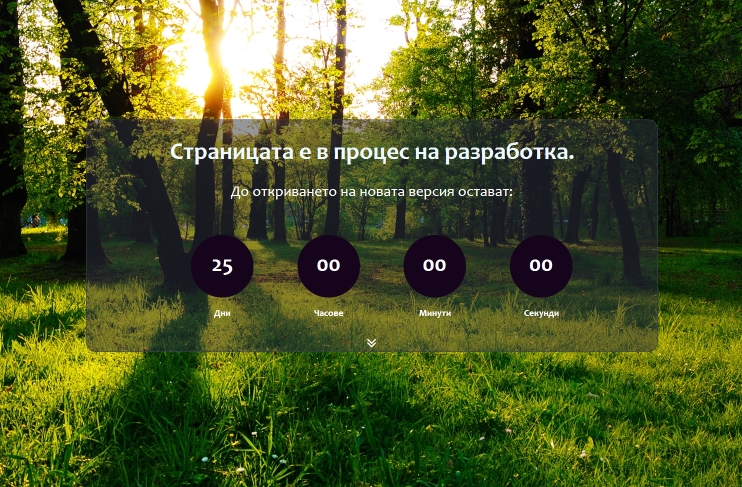 Страницата е в процес на разработка.
До откриването на новата версия остават:
25 00 00 00
Дни Часове Минути Секунди